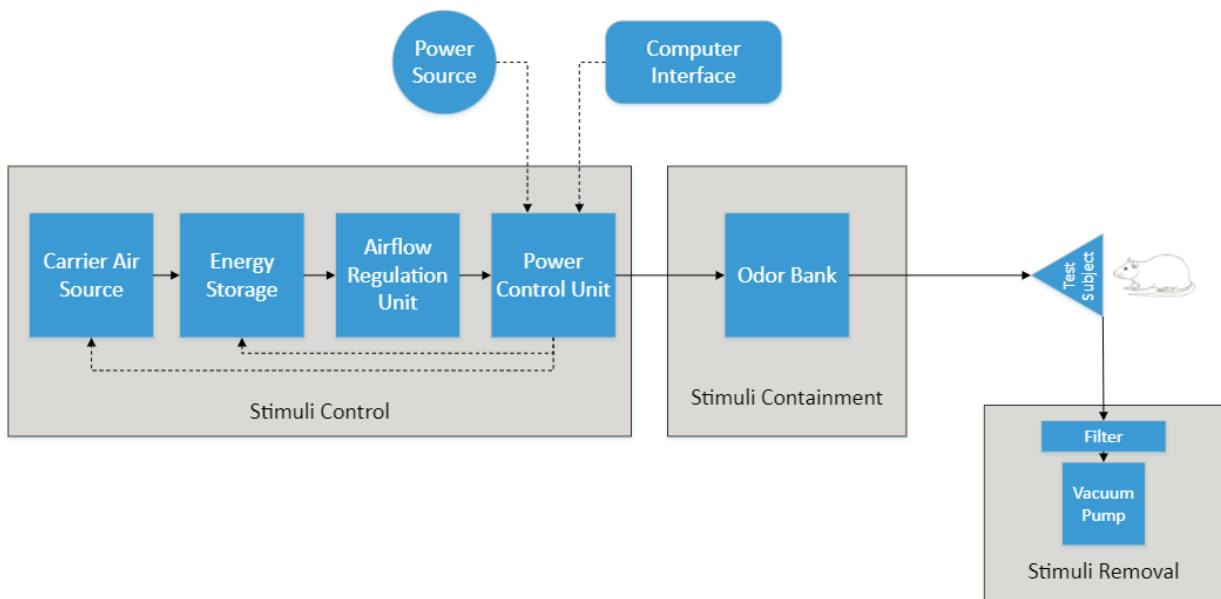 Power
Source
Computer
Interface
Carrier Air
Source
Energy
Storage
Airflow
Regulation
Unit
Power
Control Unit
Stimuli Control
Odor Bank
Stimuli Containment
Test
Subject
Filter
Vacuum
Pump
Stimuli Removal